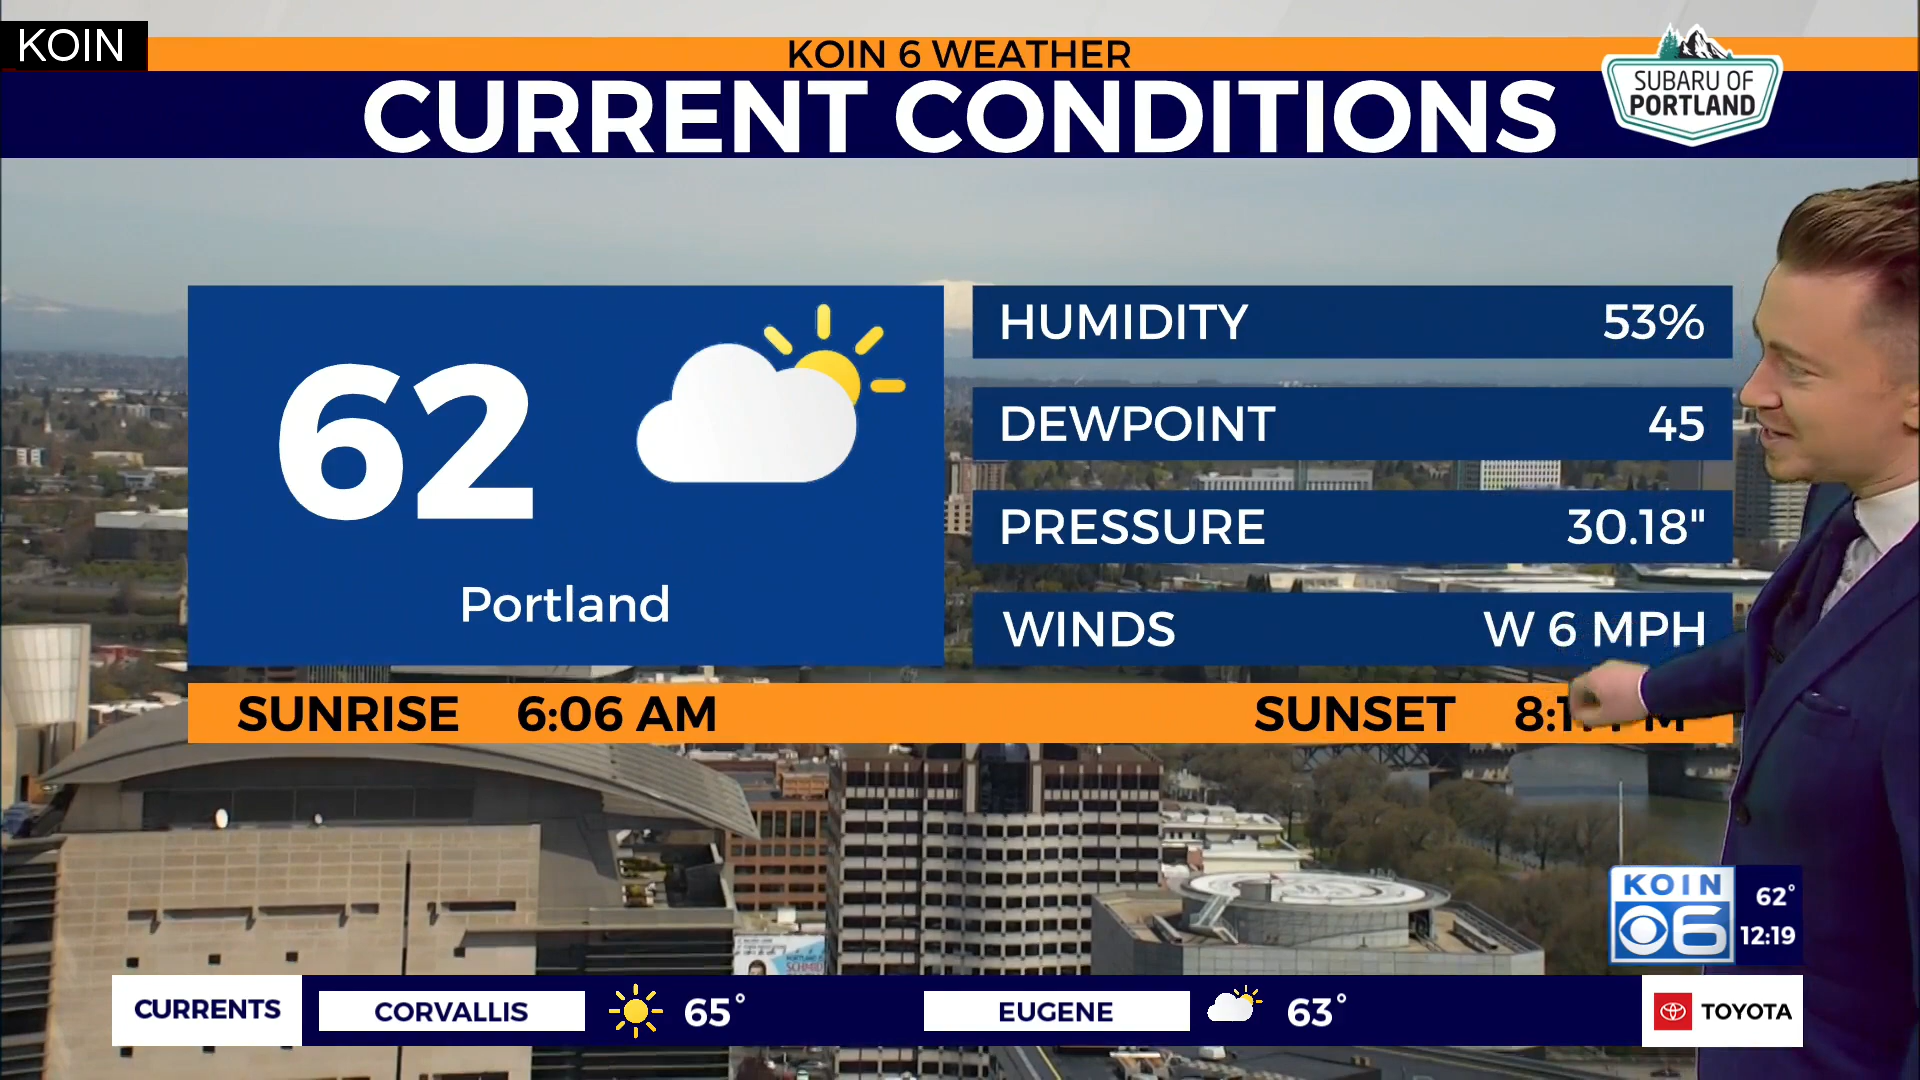 KOIN
KOIN 6 WEATHER
CURRENT CONDITIONS
SUBARU OF
PORTLAND
62
Portland
HUMIDITY 53%
DEWPOINT 45
PRESSURE 30.18"
WINDS W 6 MPH
SUNRISE 6:06 AM
SUNSET
KOIN
6
62°
12:19
CURRENTS
CORVALLIS 65°
EUGENE 63°
TOYOTA